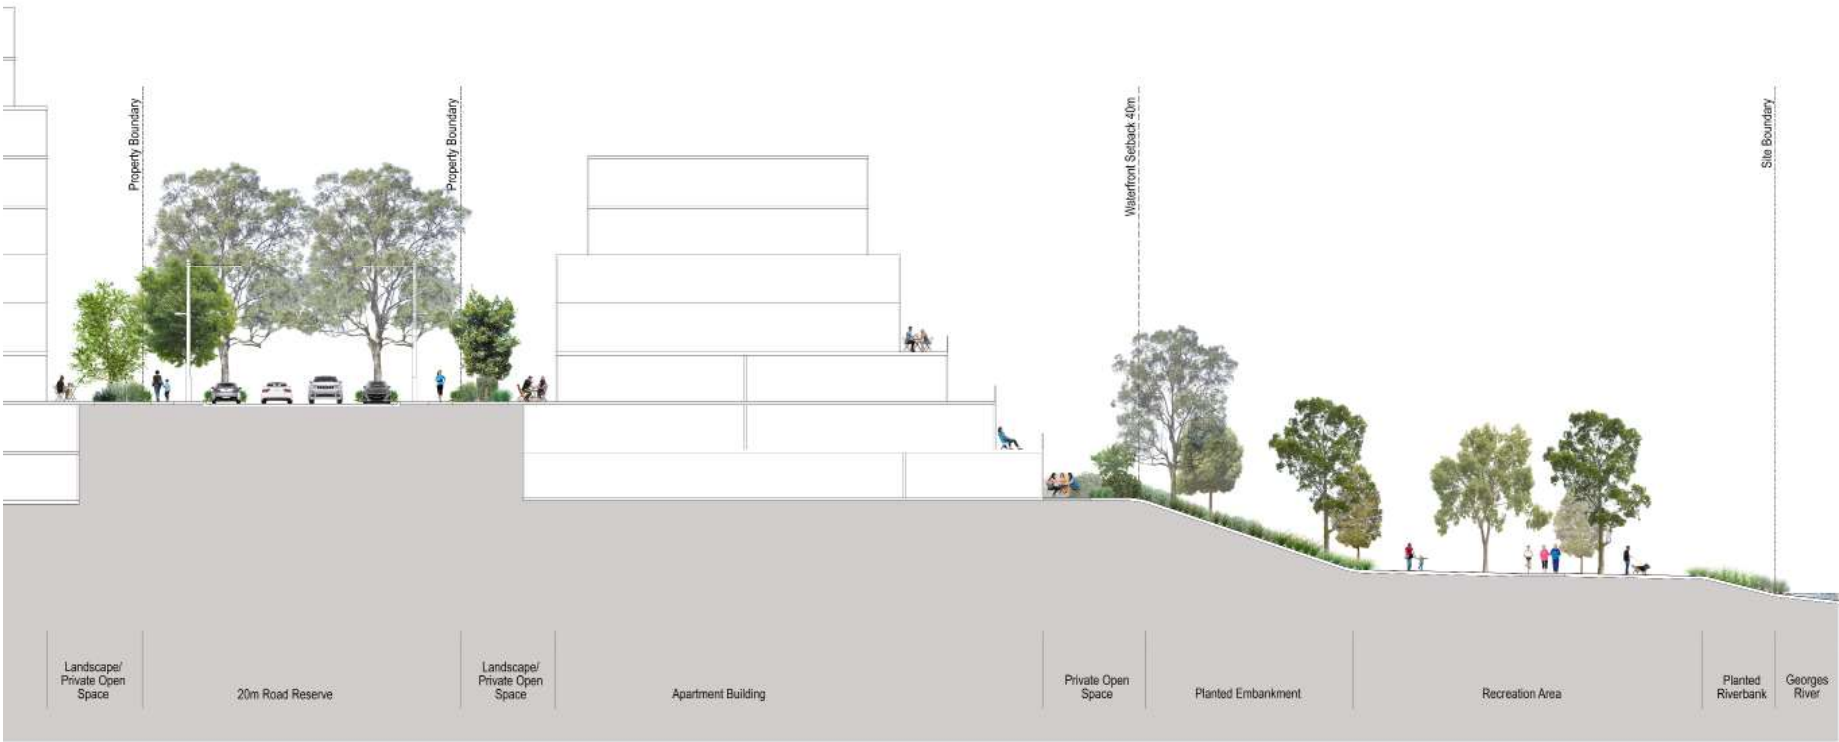 Property Boundary
Property Boundary
Waterfront Setback 40m
Site Boundary
Landscape/
Private Open
Space
20m Road Reserve
Landscape/
Private Open
Space
Apartment Building
Private Open
Space
Planted Embankment
Recreation Area
Planted
Riverbank
Georges
River